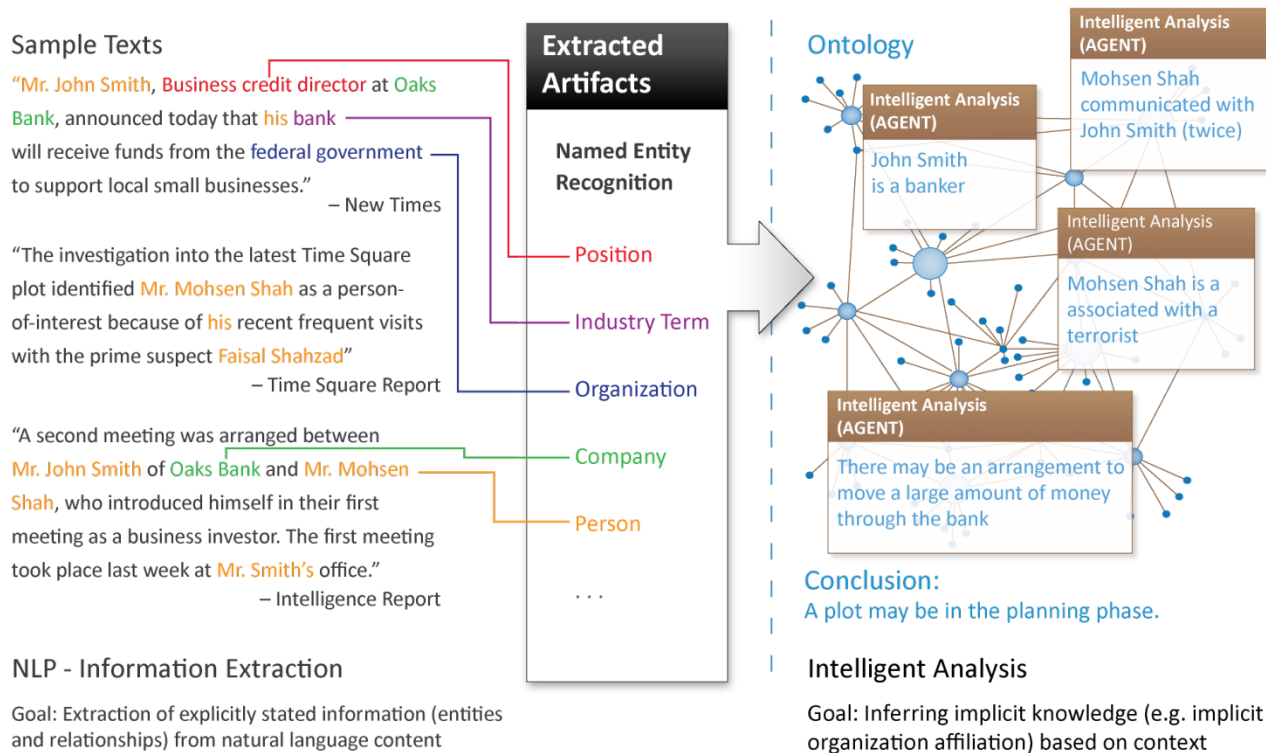 Sample Texts
“Mr. John Smith, Business credit director at Oaks
Bank, announced today that his bank
will receive funds from the federal government
to support local small businesses.”
– New Times
“The investigation into the latest Time Square
plot identified Mr. Mohsen Shah as a person-
of-interest because of his recent frequent visits
with the prime suspect Faisal Shahzad”
– Time Square Report
“A second meeting was arranged between
Mr. John Smith of Oaks Bank and Mr. Mohsen
Shah, who introduced himself in their first
meeting as a business investor. The first meeting
took place last week at Mr. Smith’s office.”
– Intelligence Report
NLP - Information Extraction
Goal: Extraction of explicitly stated information (entities
and relationships) from natural language content
Extracted
Artifacts
Named Entity
Recognition
Position
Industry Term
Organization
Company
Person
. . .
Ontology
Intelligent Analysis
(AGENT)
John Smith
is a banker
Intelligent Analysis
(AGENT)
Mohsen Shah
communicated with
John Smith (twice)
Intelligent Analysis
(AGENT)
Mohsen Shah is a
associated with a
terrorist
Intelligent Analysis
(AGENT)
There may be an arrangement to
move a large amount of money
through the bank
Conclusion:
A plot may be in the planning phase.
Intelligent Analysis
Goal: Inferring implicit knowledge (e.g. implicit
organization affiliation) based on context